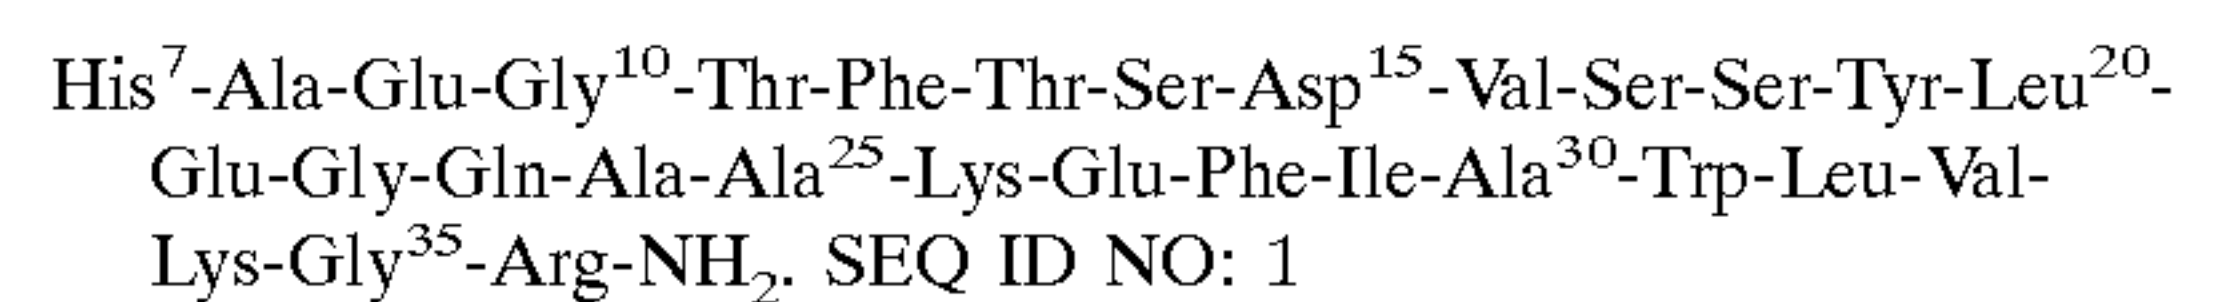 His⁷-Ala-Glu-Gly¹⁰-Thr-Phe-Thr-Ser-Asp¹⁵-Val-Ser-Ser-Tyr-Leu²⁰-
Glu-Gly-Gln-Ala-Ala²⁵-Lys-Glu-Phe-Ile-Ala³⁰-Trp-Leu-Val-
Lys-Gly³⁵-Arg-NH₂. SEQ ID NO: 1